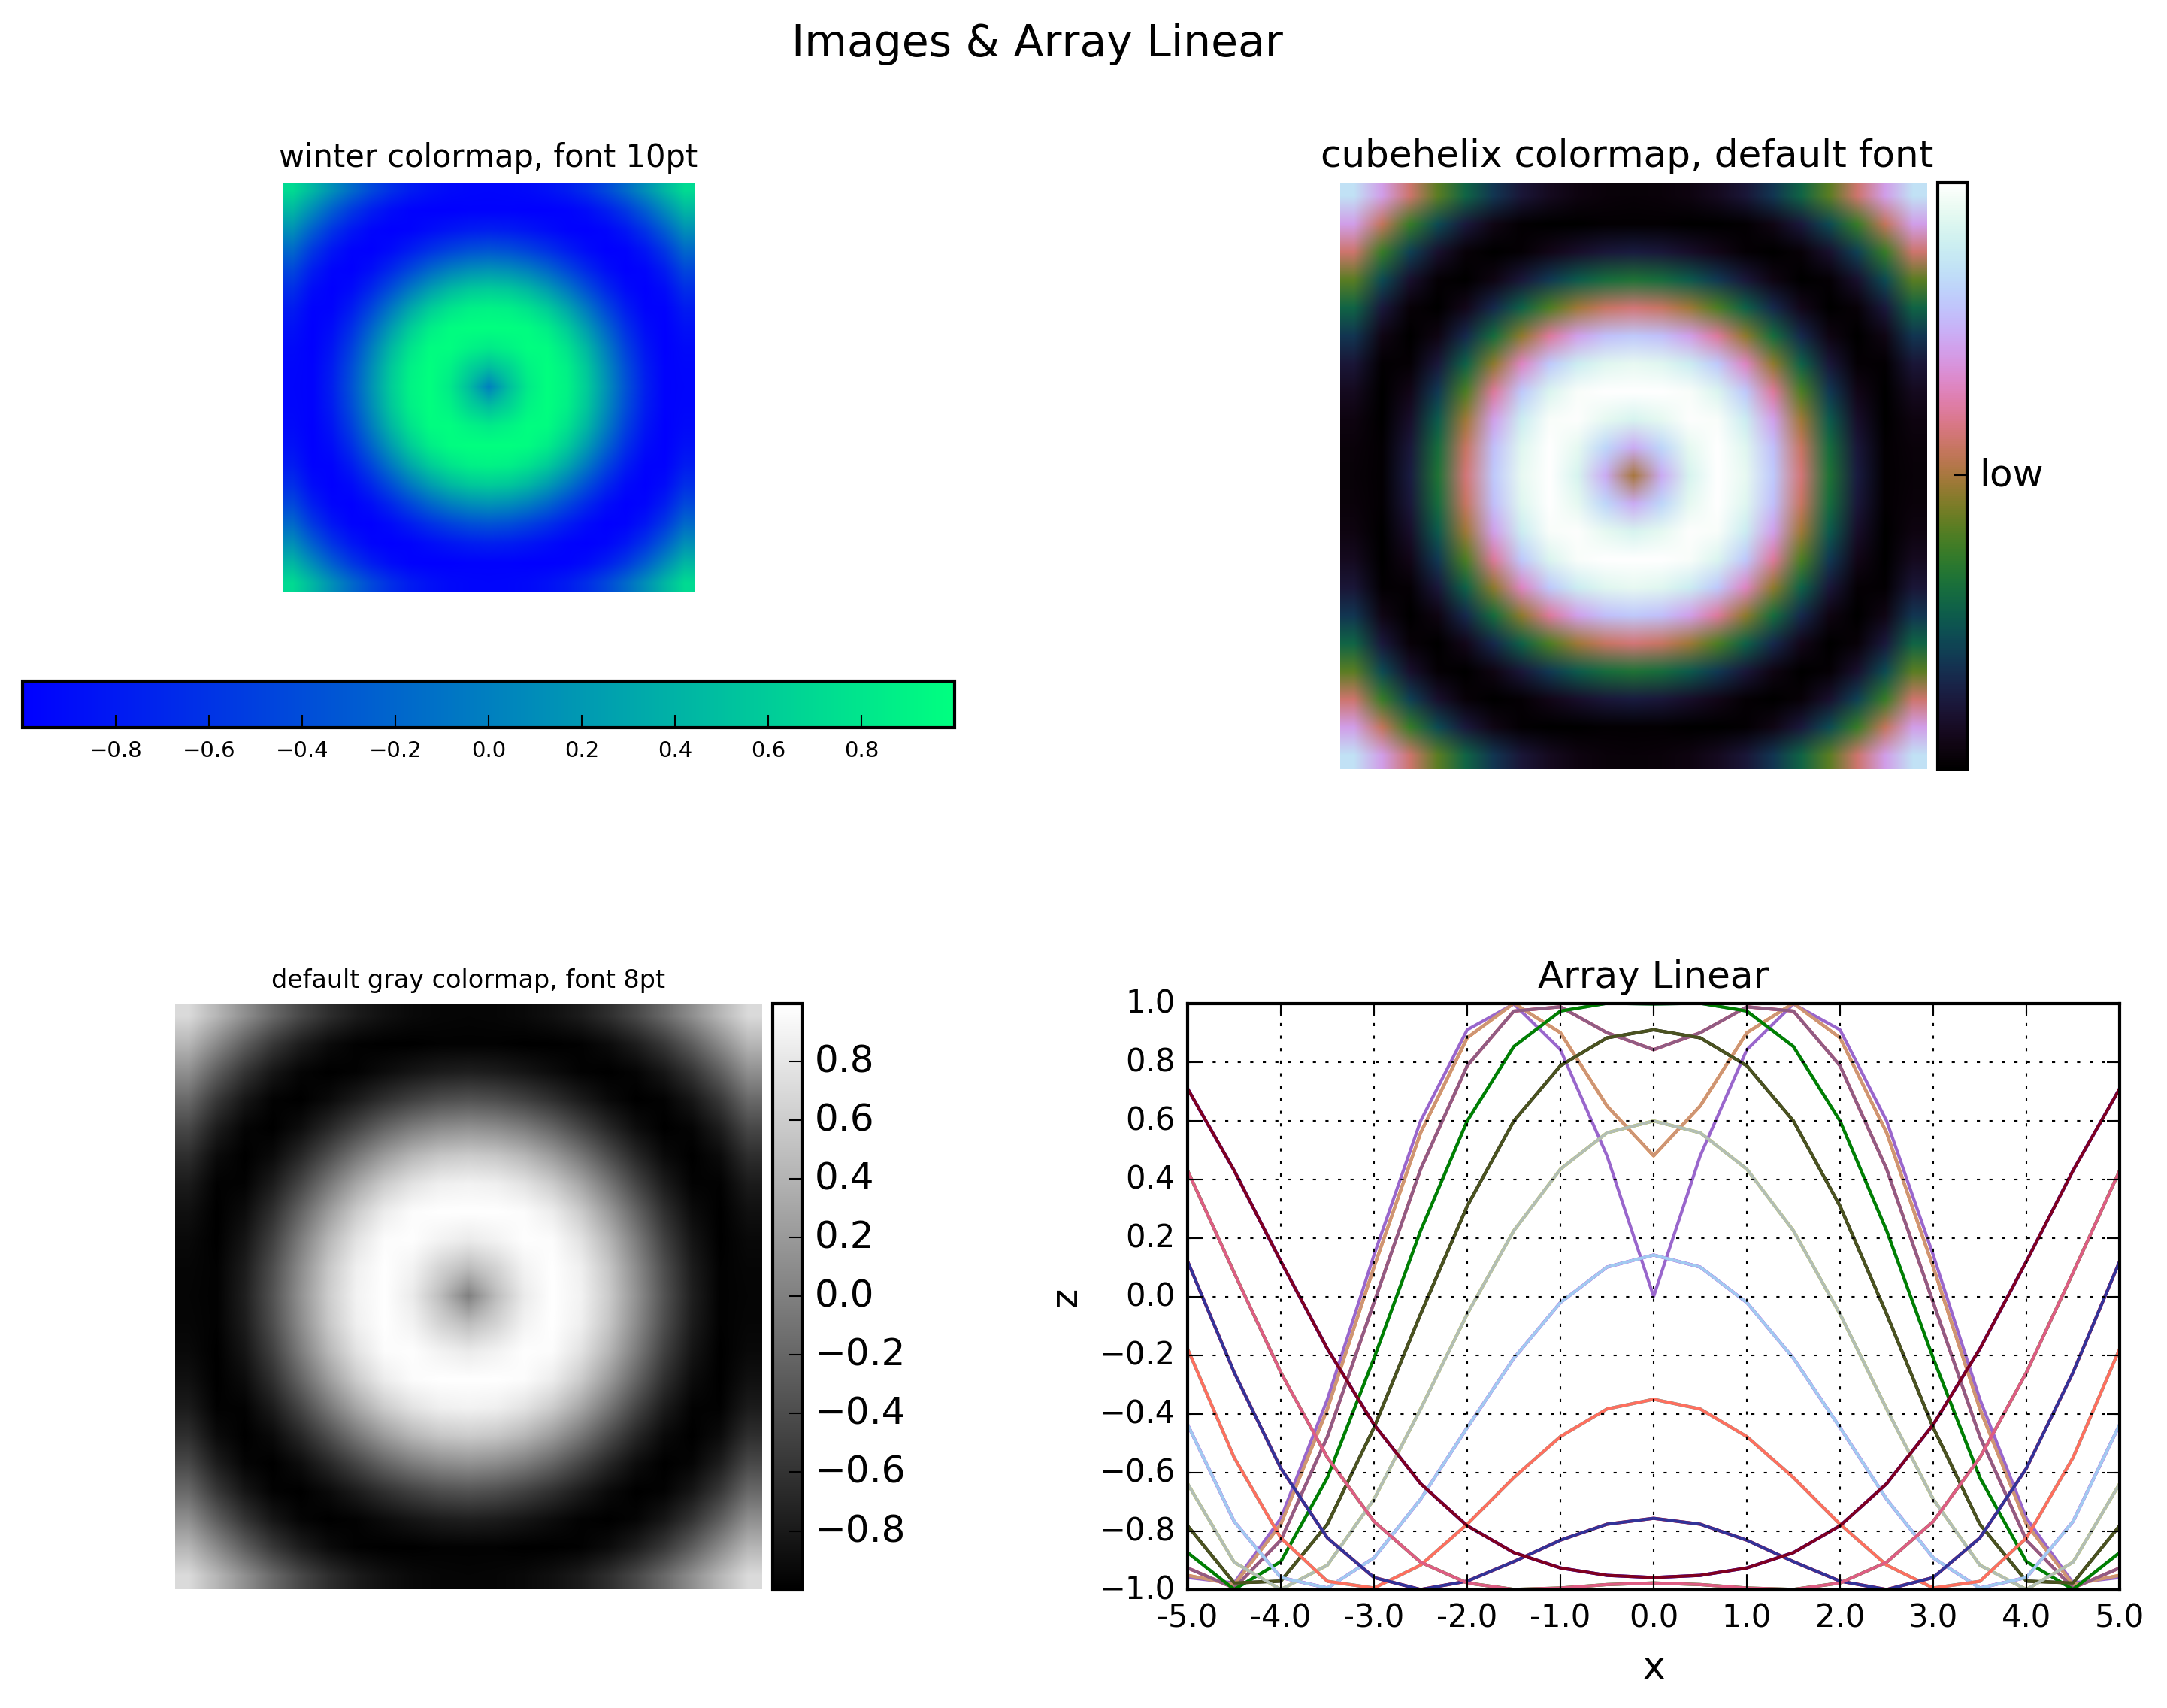 Images & Array Linear
winter colormap, font 10pt
−0.8 −0.6 −0.4 −0.2 0.0 0.2 0.4 0.6 0.8
cubehelix colormap, default font
low
default gray colormap, font 8pt
0.8
0.6
0.4
0.2
0.0
−0.2
−0.4
−0.6
−0.8
Array Linear
z
1.0
0.8
0.6
0.4
0.2
0.0
−0.2
−0.4
−0.6
−0.8
−1.0
-5.0 -4.0 -3.0 -2.0 -1.0 0.0 1.0 2.0 3.0 4.0 5.0
x